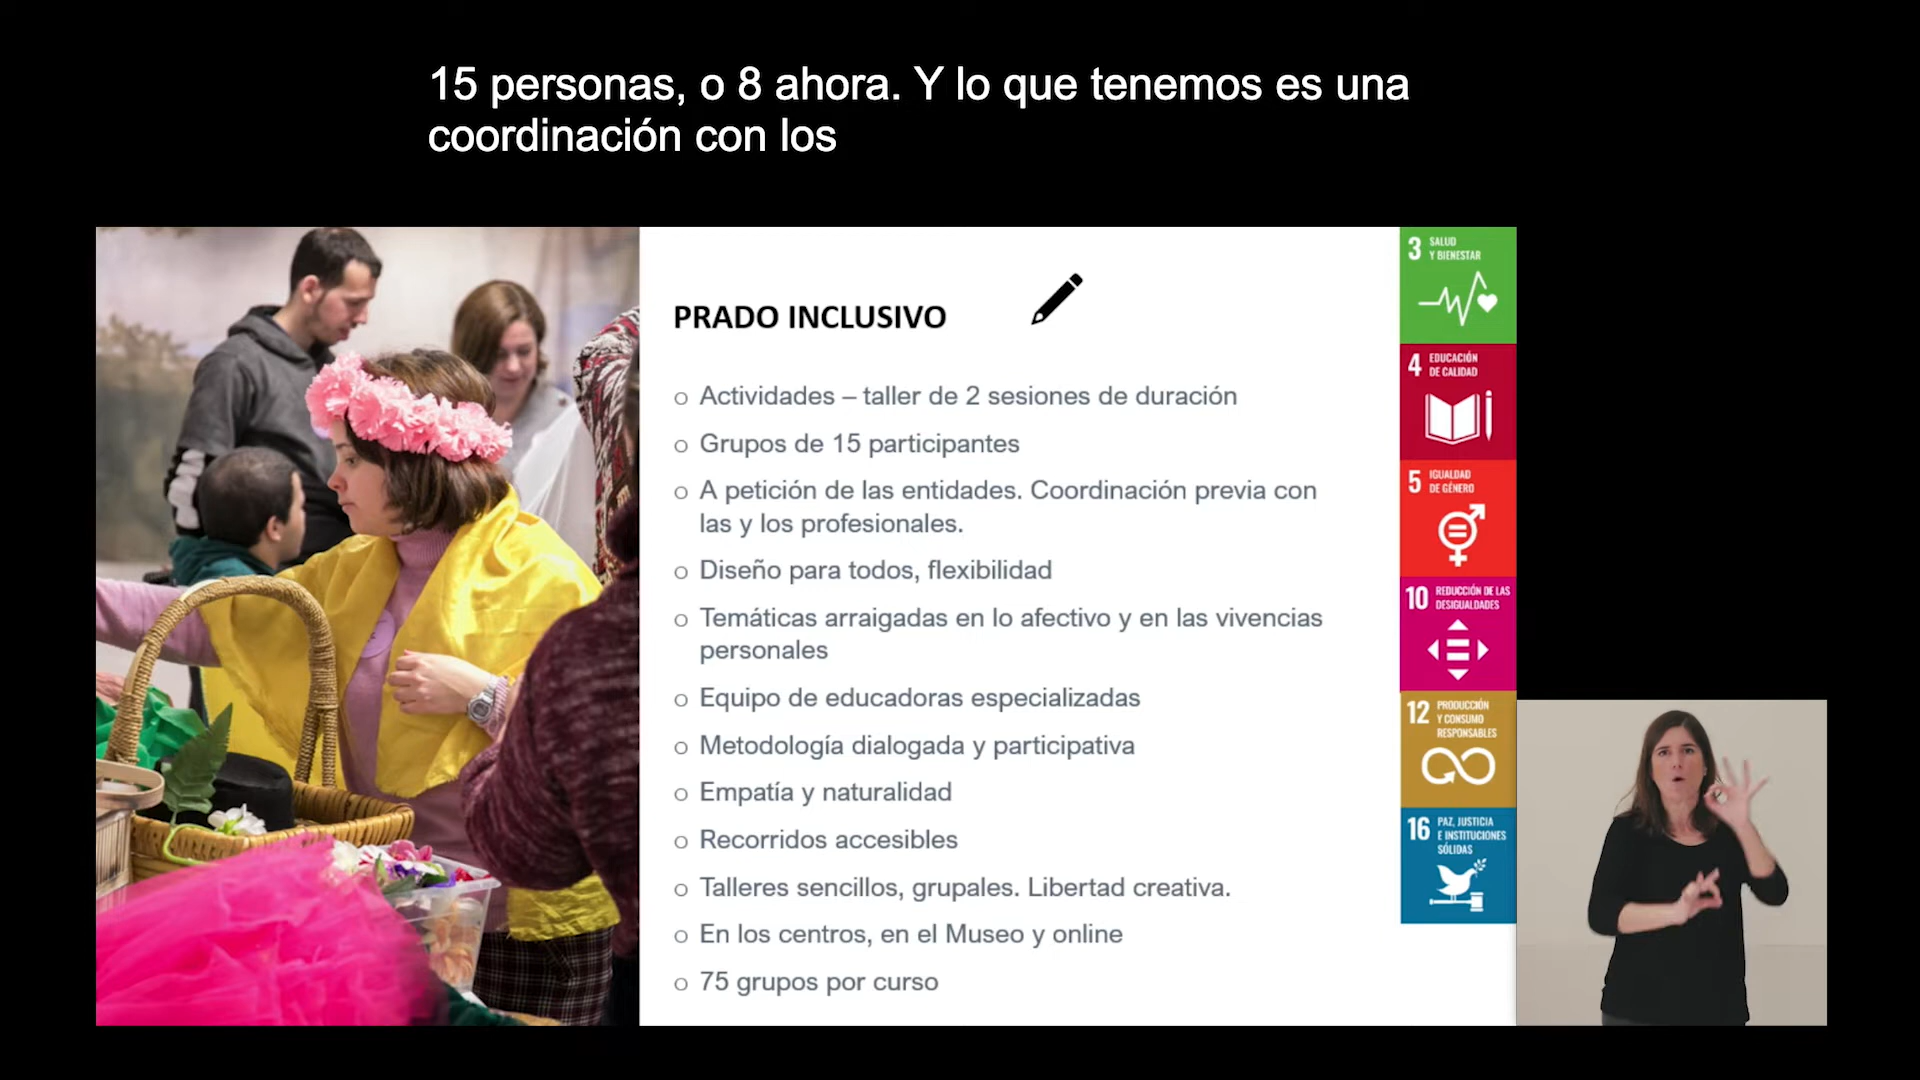 15 personas, o 8 ahora. Y lo que tenemos es una
coordinación con los
PRADO INCLUSIVO
o Actividades – taller de 2 sesiones de duración
o Grupos de 15 participantes
o A petición de las entidades. Coordinación previa con
las y los profesionales.
o Diseño para todos, flexibilidad
o Temáticas arraigadas en lo afectivo y en las vivencias
personales
o Equipo de educadoras especializadas
o Metodología dialogada y participativa
o Empatía y naturalidad
o Recorridos accesibles
o Talleres sencillos, grupales. Libertad creativa.
o En los centros, en el Museo y online
o 75 grupos por curso
3 SALUD
Y BIENESTAR
4 EDUCACIÓN
DE CALIDAD
5 IGUALDAD
DE GÉNERO
10 REDUCCIÓN DE LAS
DESIGUALDADES
12 PRODUCCIÓN
Y CONSUMO
RESPONSABLES
16 PAZ, JUSTICIA
E INSTITUCIONES
SÓLIDAS